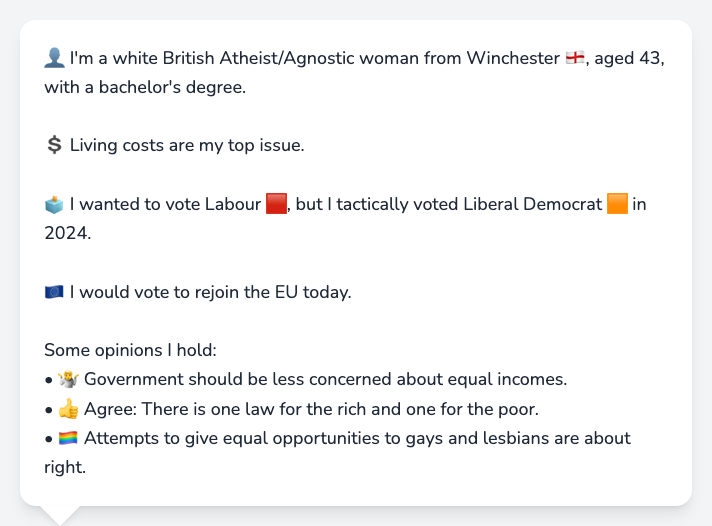 👤 I'm a white British Atheist/Agnostic woman from Winchester 🏴󠁧󠁢󠁥󠁮󠁧󠁿, aged 43,
with a bachelor's degree.
💲 Living costs are my top issue.
🗳️ I wanted to vote Labour 🟥, but I tactically voted Liberal Democrat 🟧 in
2024.
🇪🇺 I would vote to rejoin the EU today.
Some opinions I hold:
• 🤷 Government should be less concerned about equal incomes.
• 👍 Agree: There is one law for the rich and one for the poor.
• 🏳️‍🌈 Attempts to give equal opportunities to gays and lesbians are about
right.